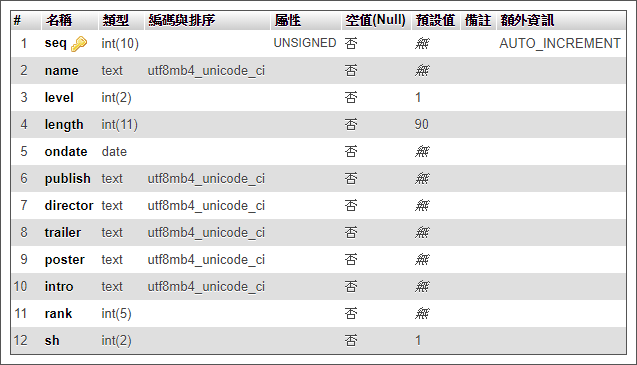 # 名稱 類型 編碼與排序 屬性 空值(Null) 預設值 備註 額外資訊
1 seq int(10) UNSIGNED 否 無 AUTO_INCREMENT
2 name text utf8mb4_unicode_ci 否 無
3 level int(2) 否 1
4 length int(11) 否 90
5 ondate date 否 無
6 publish text utf8mb4_unicode_ci 否 無
7 director text utf8mb4_unicode_ci 否 無
8 trailer text utf8mb4_unicode_ci 否 無
9 poster text utf8mb4_unicode_ci 否 無
10 intro text utf8mb4_unicode_ci 否 無
11 rank int(5) 否 無
12 sh int(2) 否 1